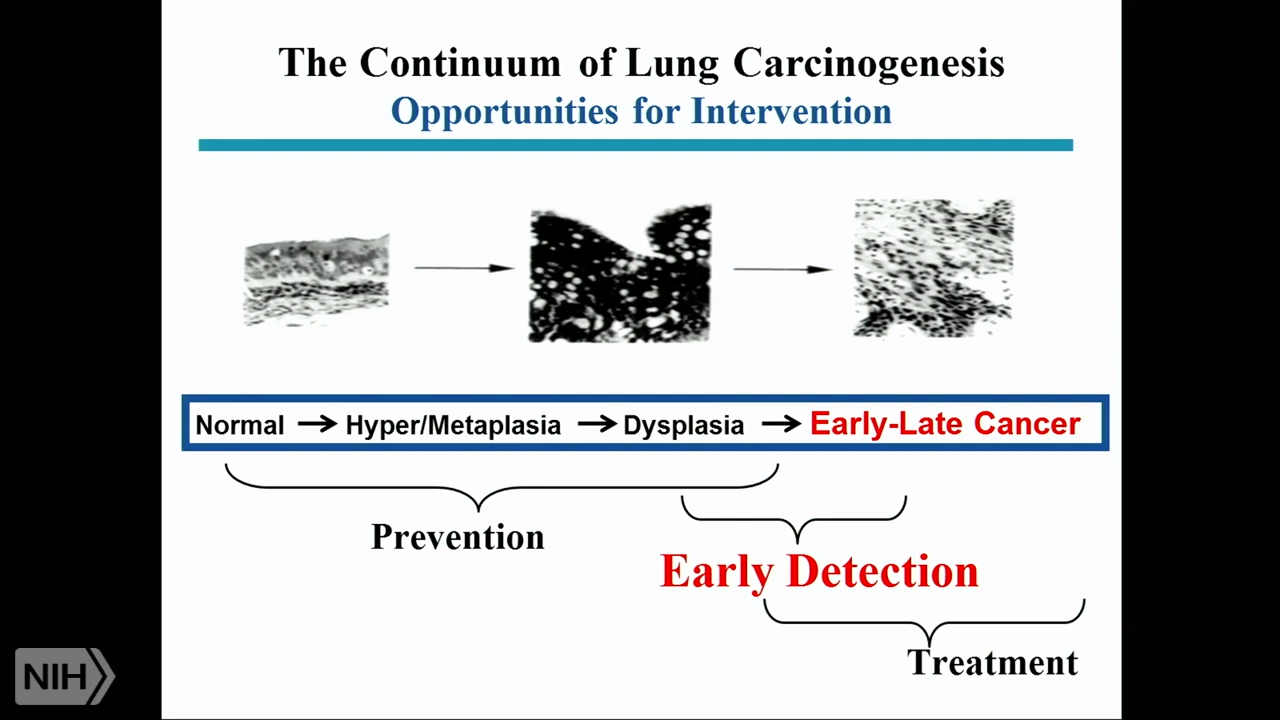 The Continuum of Lung Carcinogenesis
Opportunities for Intervention
Normal → Hyper/Metaplasia → Dysplasia → Early-Late Cancer
Prevention
Early Detection
Treatment
NIH